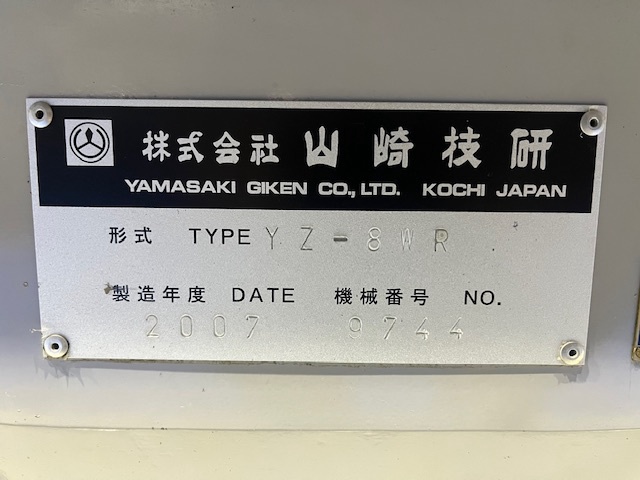 株式会社 山崎技研
YAMASAKI GIKEN CO., LTD. KOCHI JAPAN
形式 TYPE YZ-8WR
製造年度 DATE 機械番号 NO.
2007 9744